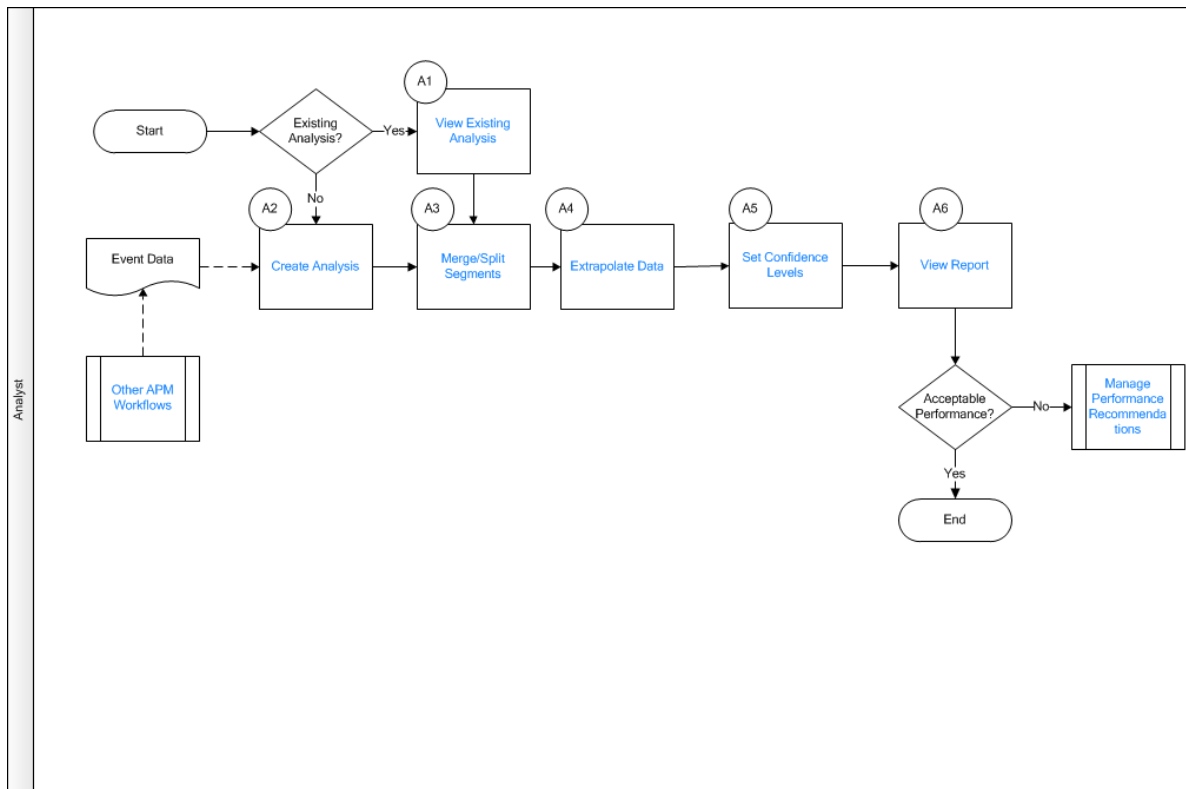 A1
Start
Existing
Analysis?
Yes
View Existing
Analysis
No
A2
A3
A4
A5
A6
Event Data
Create Analysis
Merge/Split
Segments
Extrapolate Data
Set Confidence
Levels
View Report
Other APM
Workflows
Analyst
Acceptable
Performance?
No
Manage
Performance
Recommenda
tions
Yes
End